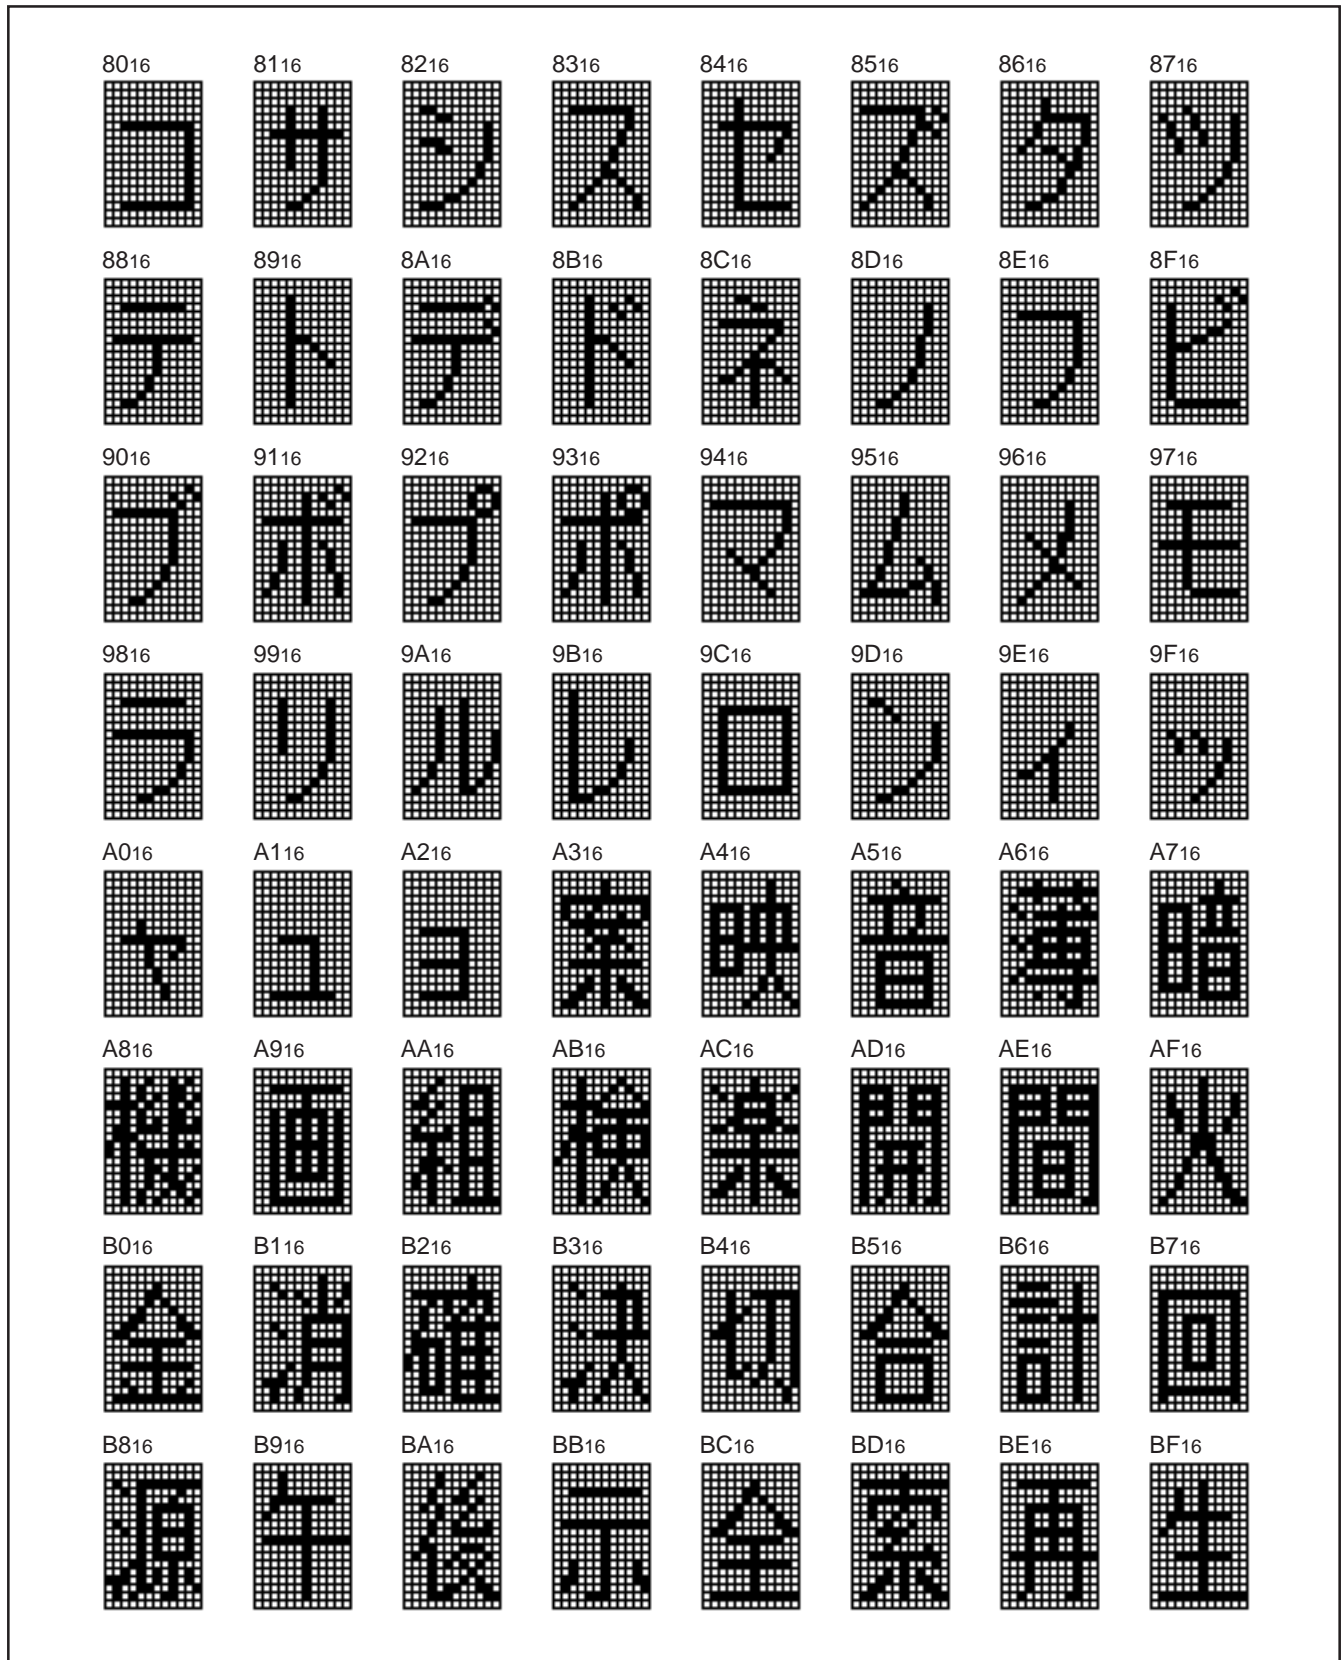 8016 8116 8216 8316 8416 8516 8616 8716
コ サ シ ス セ ズ タ ツ
8816 8916 8A16 8B16 8C16 8D16 8E16 8F16
テ ト デ ド ネ ノ フ ビ
9016 9116 9216 9316 9416 9516 9616 9716
ブ ボ プ ポ マ ム メ モ
9816 9916 9A16 9B16 9C16 9D16 9E16 9F16
ラ リ ル レ ロ ン ィ ッ
A016 A116 A216 A316 A416 A516 A616 A716
ャ ュ ョ 案 映 音 薄 暗
A816 A916 AA16 AB16 AC16 AD16 AE16 AF16
機 画 組 検 楽 開 間 火
B016 B116 B216 B316 B416 B516 B616 B716
金 消 確 決 切 合 計 回
B816 B916 BA16 BB16 BC16 BD16 BE16 BF16
源 午 後 示 全 索 再 生